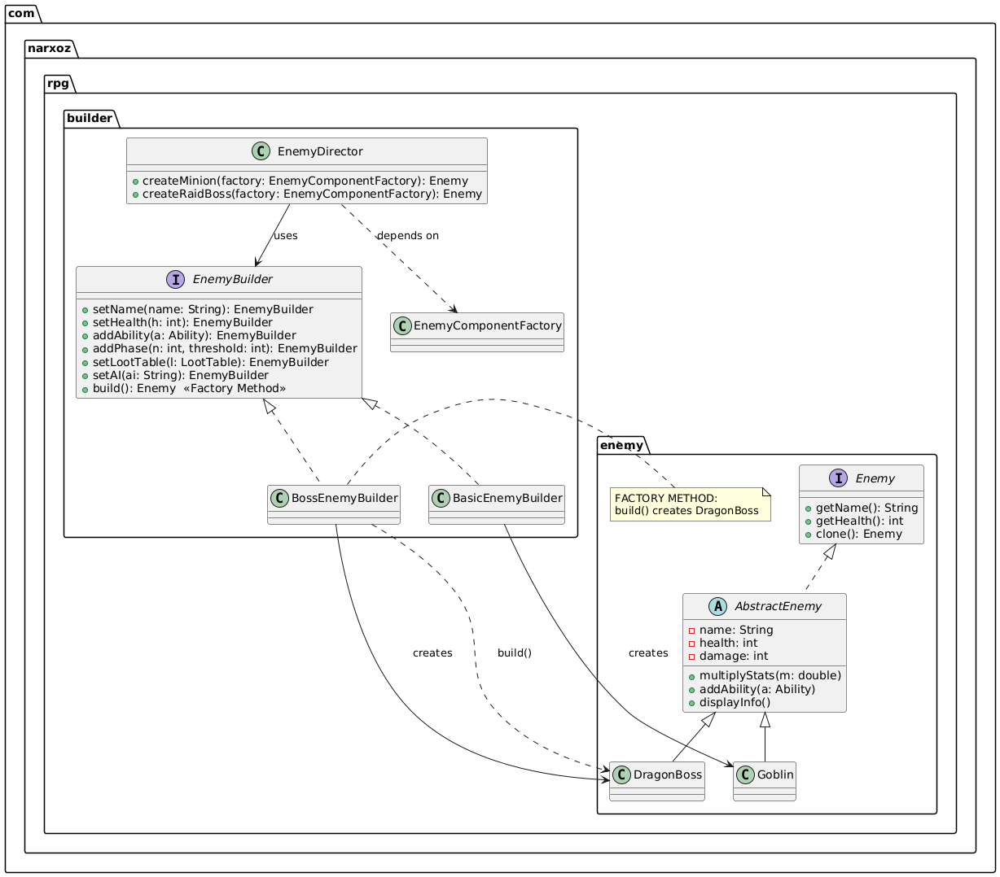 com
narxoz
rpg
builder
C EnemyDirector
createMinion(factory: EnemyComponentFactory): Enemy
createRaidBoss(factory: EnemyComponentFactory): Enemy
uses
depends on
I EnemyBuilder
setName(name: String): EnemyBuilder
setHealth(h: int): EnemyBuilder
addAbility(a: Ability): EnemyBuilder
addPhase(n: int, threshold: int): EnemyBuilder
setLootTable(l: LootTable): EnemyBuilder
setAI(ai: String): EnemyBuilder
build(): Enemy «Factory Method»
C EnemyComponentFactory
C BossEnemyBuilder
C BasicEnemyBuilder
enemy
FACTORY METHOD:
build() creates DragonBoss
I Enemy
getName(): String
getHealth(): int
clone(): Enemy
A AbstractEnemy
name: String
health: int
damage: int
multiplyStats(m: double)
addAbility(a: Ability)
displayInfo()
creates
build()
creates
C DragonBoss
C Goblin